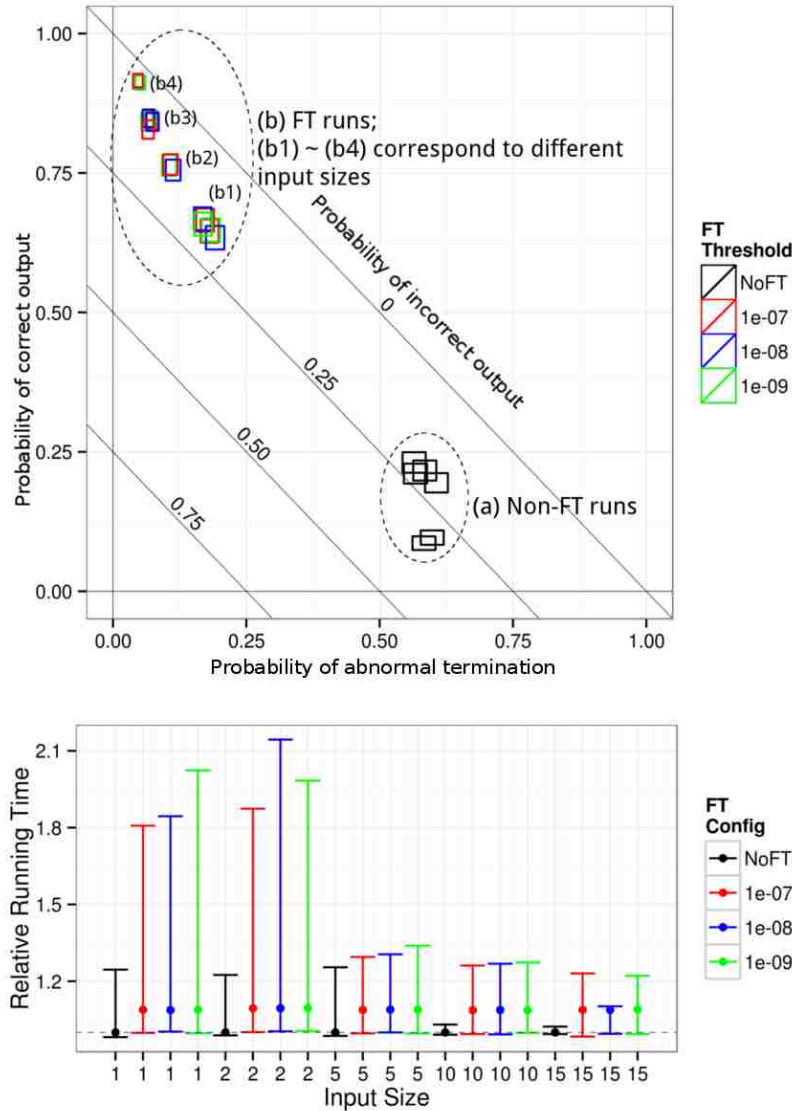 1.00
0.75
0.50
0.25
0.00
Probability of correct output
(b4)
(b3)
(b2)
(b1)
(b) FT runs;
(b1) ~ (b4) correspond to different
input sizes
Probability of incorrect output
0
0.25
0.50
0.75
(a) Non-FT runs
0.00 0.25 0.50 0.75 1.00
Probability of abnormal termination
FT
Threshold
NoFT
1e-07
1e-08
1e-09
2.1
1.8
1.5
1.2
Relative Running Time
1 1 1 1 2 2 2 2 5 5 5 5 10 10 10 10 15 15 15 15
Input Size
FT
Config
NoFT
1e-07
1e-08
1e-09